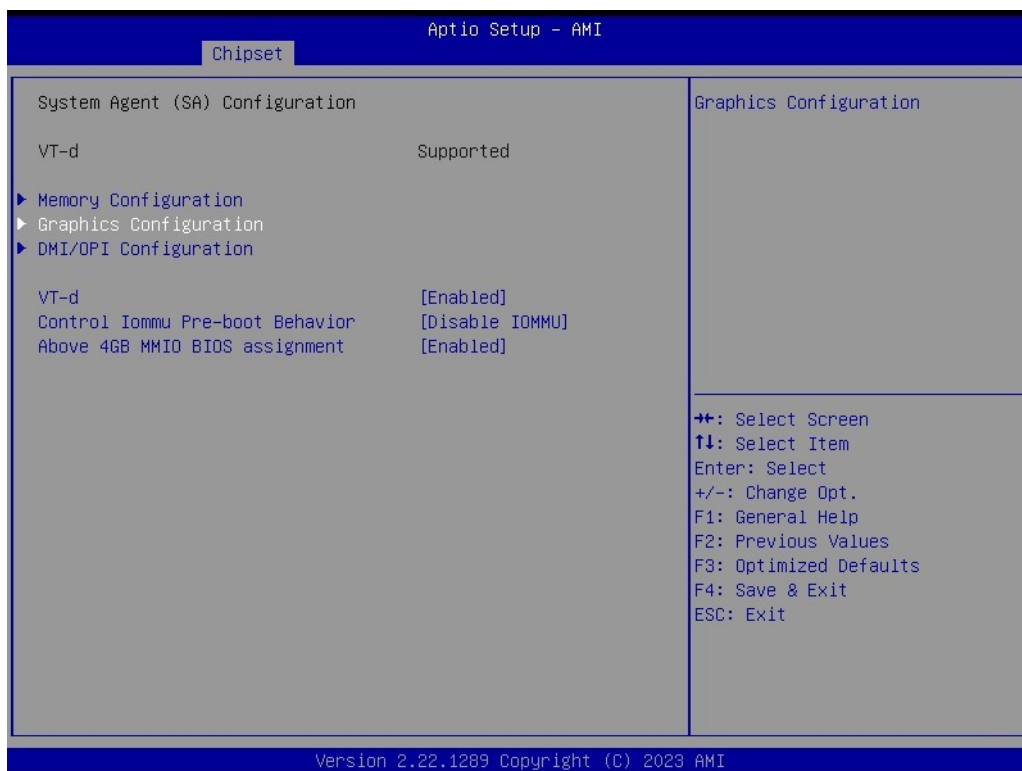 Aptio Setup - AMI
Chipset
System Agent (SA) Configuration
VT-d Supported
Memory Configuration
Graphics Configuration
DMI/OPI Configuration
VT-d [Enabled]
Control Iommu Pre-boot Behavior [Disable IOMMU]
Above 4GB MMIO BIOS assignment [Enabled]
Graphics Configuration
→←: Select Screen
↑↓: Select Item
Enter: Select
+/-: Change Opt.
F1: General Help
F2: Previous Values
F3: Optimized Defaults
F4: Save & Exit
ESC: Exit
Version 2.22.1289 Copyright (C) 2023 AMI